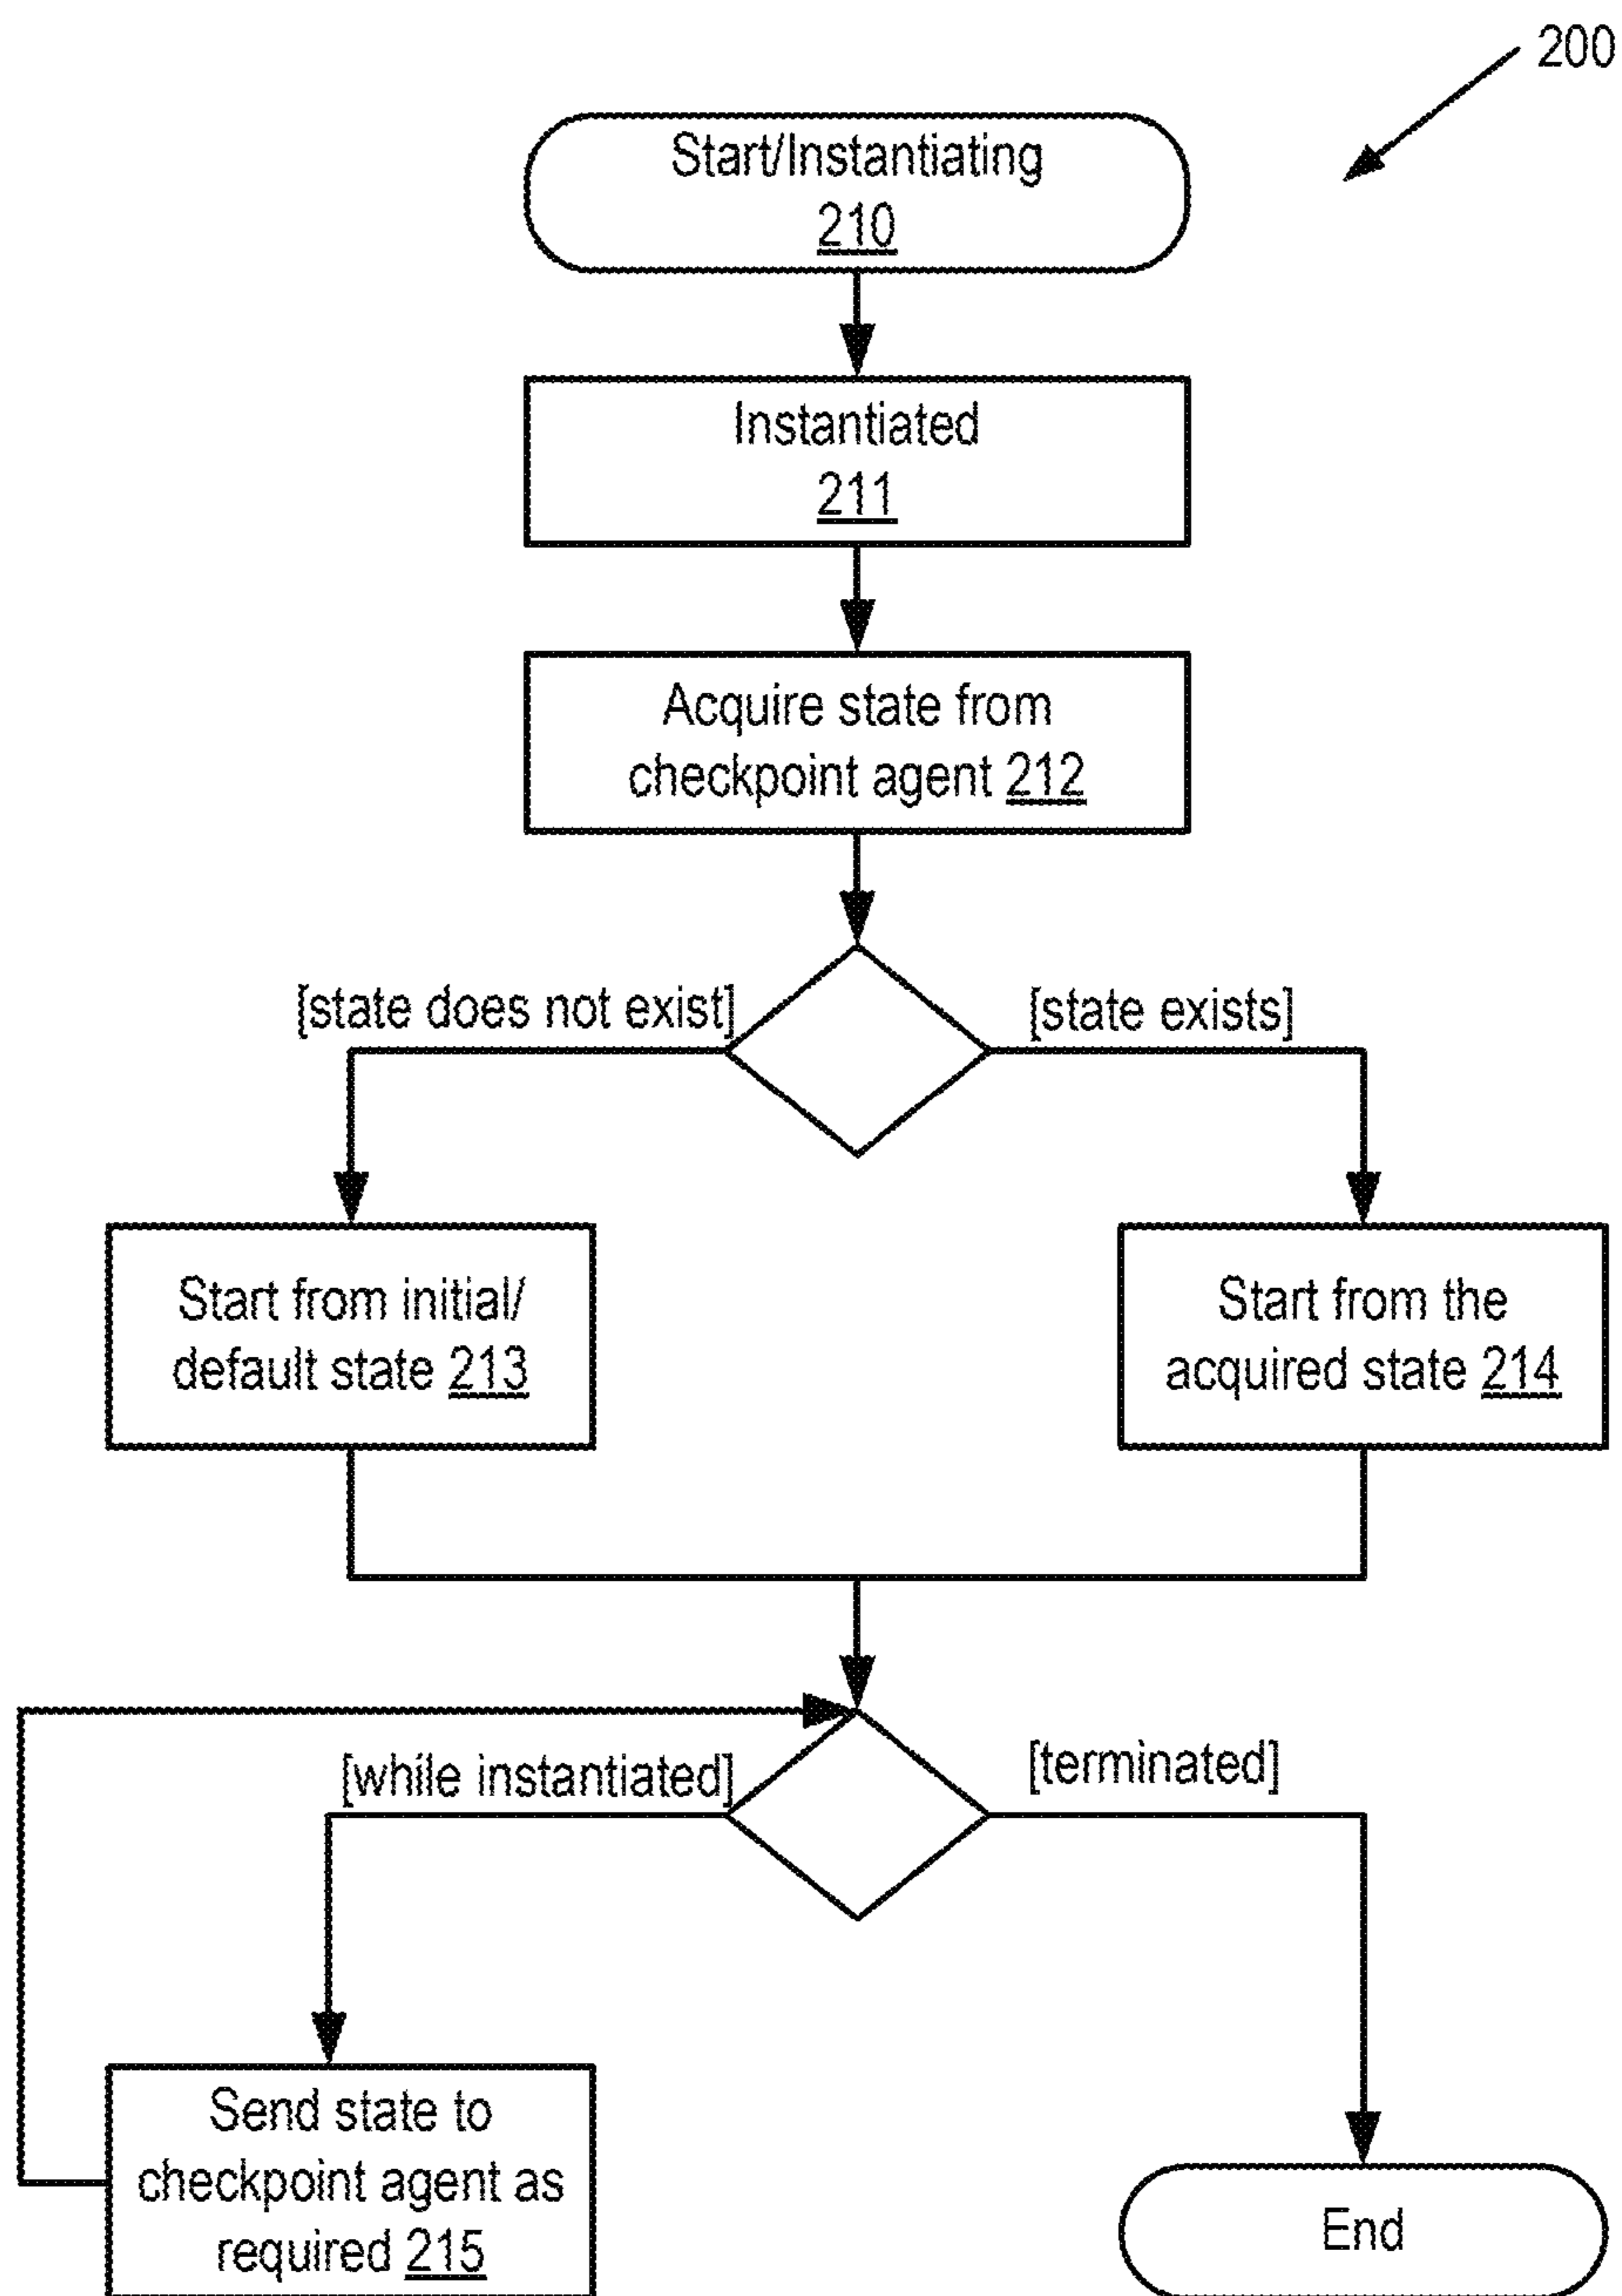 200
Start/Instantiating
210
Instantiated
211
Acquire state from
checkpoint agent 212
[state does not exist]
[state exists]
Start from initial/
default state 213
Start from the
acquired state 214
[while instantiated]
[terminated]
Send state to
checkpoint agent as
required 215
End